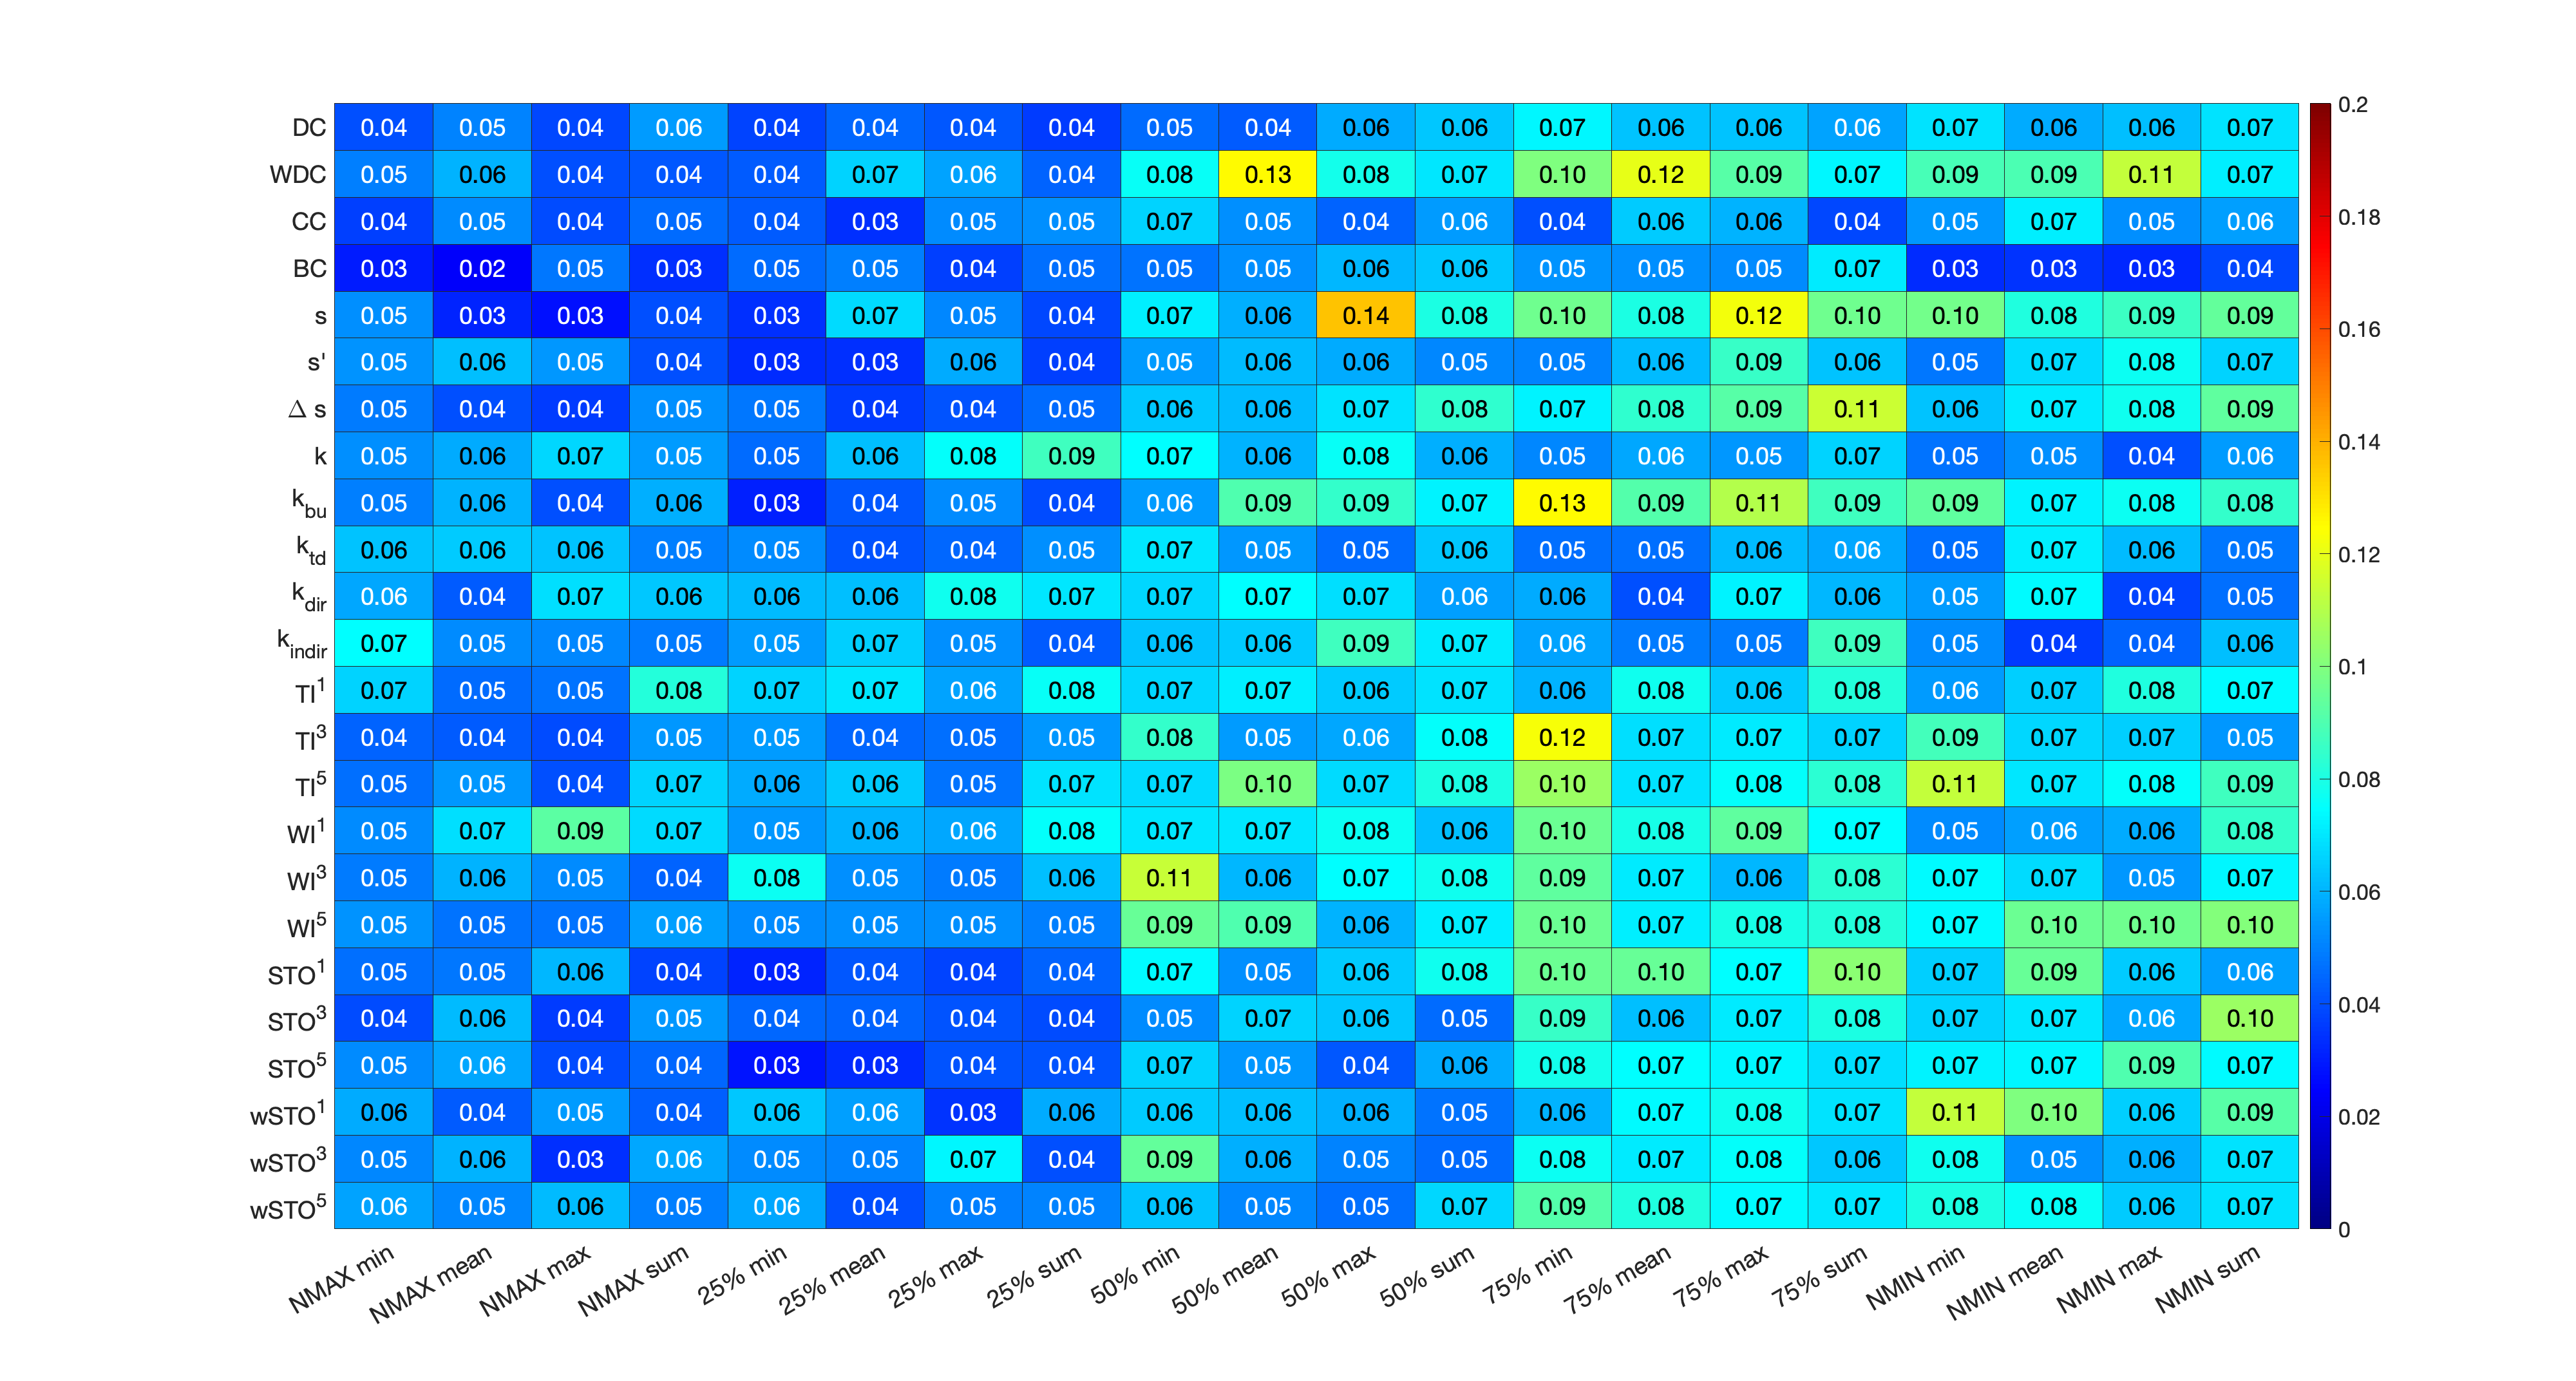 DC 0.04 0.05 0.04 0.06 0.04 0.04 0.04 0.04 0.05 0.04 0.06 0.06 0.07 0.06 0.06 0.06 0.07 0.06 0.06 0.07
WDC 0.05 0.06 0.04 0.04 0.04 0.07 0.06 0.04 0.08 0.13 0.08 0.07 0.10 0.12 0.09 0.07 0.09 0.09 0.11 0.07
CC 0.04 0.05 0.04 0.05 0.04 0.03 0.05 0.05 0.07 0.05 0.04 0.06 0.04 0.06 0.06 0.04 0.05 0.07 0.05 0.06
BC 0.03 0.02 0.05 0.03 0.05 0.05 0.04 0.05 0.05 0.05 0.06 0.06 0.05 0.05 0.05 0.07 0.03 0.03 0.03 0.04
s 0.05 0.03 0.03 0.04 0.03 0.07 0.05 0.04 0.07 0.06 0.14 0.08 0.10 0.08 0.12 0.10 0.10 0.08 0.09 0.09
s' 0.05 0.06 0.05 0.04 0.03 0.03 0.06 0.04 0.05 0.06 0.06 0.05 0.05 0.06 0.09 0.06 0.05 0.07 0.08 0.07
Δ s 0.05 0.04 0.04 0.05 0.05 0.04 0.04 0.05 0.06 0.06 0.07 0.08 0.07 0.08 0.09 0.11 0.06 0.07 0.08 0.09
k 0.05 0.06 0.07 0.05 0.05 0.06 0.08 0.09 0.07 0.06 0.08 0.06 0.05 0.06 0.05 0.07 0.05 0.05 0.04 0.06
k_bu 0.05 0.06 0.04 0.06 0.03 0.04 0.05 0.04 0.06 0.09 0.09 0.07 0.13 0.09 0.11 0.09 0.09 0.07 0.08 0.08
k_td 0.06 0.06 0.06 0.05 0.05 0.04 0.04 0.05 0.07 0.05 0.05 0.06 0.05 0.05 0.06 0.06 0.05 0.07 0.06 0.05
k_dir 0.06 0.04 0.07 0.06 0.06 0.06 0.08 0.07 0.07 0.07 0.07 0.06 0.06 0.04 0.07 0.06 0.05 0.07 0.04 0.05
k_indir 0.07 0.05 0.05 0.05 0.05 0.07 0.05 0.04 0.06 0.06 0.09 0.07 0.06 0.05 0.05 0.09 0.05 0.04 0.04 0.06
TI^1 0.07 0.05 0.05 0.08 0.07 0.07 0.06 0.08 0.07 0.07 0.06 0.07 0.06 0.08 0.06 0.08 0.06 0.07 0.08 0.07
TI^3 0.04 0.04 0.04 0.05 0.05 0.04 0.05 0.05 0.08 0.05 0.06 0.08 0.12 0.07 0.07 0.07 0.09 0.07 0.07 0.05
TI^5 0.05 0.05 0.04 0.07 0.06 0.06 0.05 0.07 0.07 0.10 0.07 0.08 0.10 0.07 0.08 0.08 0.11 0.07 0.08 0.09
WI^1 0.05 0.07 0.09 0.07 0.05 0.06 0.06 0.08 0.07 0.07 0.08 0.06 0.10 0.08 0.09 0.07 0.05 0.06 0.06 0.08
WI^3 0.05 0.06 0.05 0.04 0.08 0.05 0.05 0.06 0.11 0.06 0.07 0.08 0.09 0.07 0.06 0.08 0.07 0.07 0.05 0.07
WI^5 0.05 0.05 0.05 0.06 0.05 0.05 0.05 0.05 0.09 0.09 0.06 0.07 0.10 0.07 0.08 0.08 0.07 0.10 0.10 0.10
STO^1 0.05 0.05 0.06 0.04 0.03 0.04 0.04 0.04 0.07 0.05 0.06 0.08 0.10 0.10 0.07 0.10 0.07 0.09 0.06 0.06
STO^3 0.04 0.06 0.04 0.05 0.04 0.04 0.04 0.04 0.05 0.07 0.06 0.05 0.09 0.06 0.07 0.08 0.07 0.07 0.06 0.10
STO^5 0.05 0.06 0.04 0.04 0.03 0.03 0.04 0.04 0.07 0.05 0.04 0.06 0.08 0.07 0.07 0.07 0.07 0.07 0.09 0.07
wSTO^1 0.06 0.04 0.05 0.04 0.06 0.06 0.03 0.06 0.06 0.06 0.06 0.05 0.06 0.07 0.08 0.07 0.11 0.10 0.06 0.09
wSTO^3 0.05 0.06 0.03 0.06 0.05 0.05 0.07 0.04 0.09 0.06 0.05 0.05 0.08 0.07 0.08 0.06 0.08 0.05 0.06 0.07
wSTO^5 0.06 0.05 0.06 0.05 0.06 0.04 0.05 0.05 0.06 0.05 0.05 0.07 0.09 0.08 0.07 0.07 0.08 0.08 0.06 0.07
NMAX min NMAX mean NMAX max NMAX sum 25% min 25% mean 25% max 25% sum 50% min 50% mean 50% max 50% sum 75% min 75% mean 75% max 75% sum NMIN min NMIN mean NMIN max NMIN sum
0.2
0.18
0.16
0.14
0.12
0.1
0.08
0.06
0.04
0.02
0